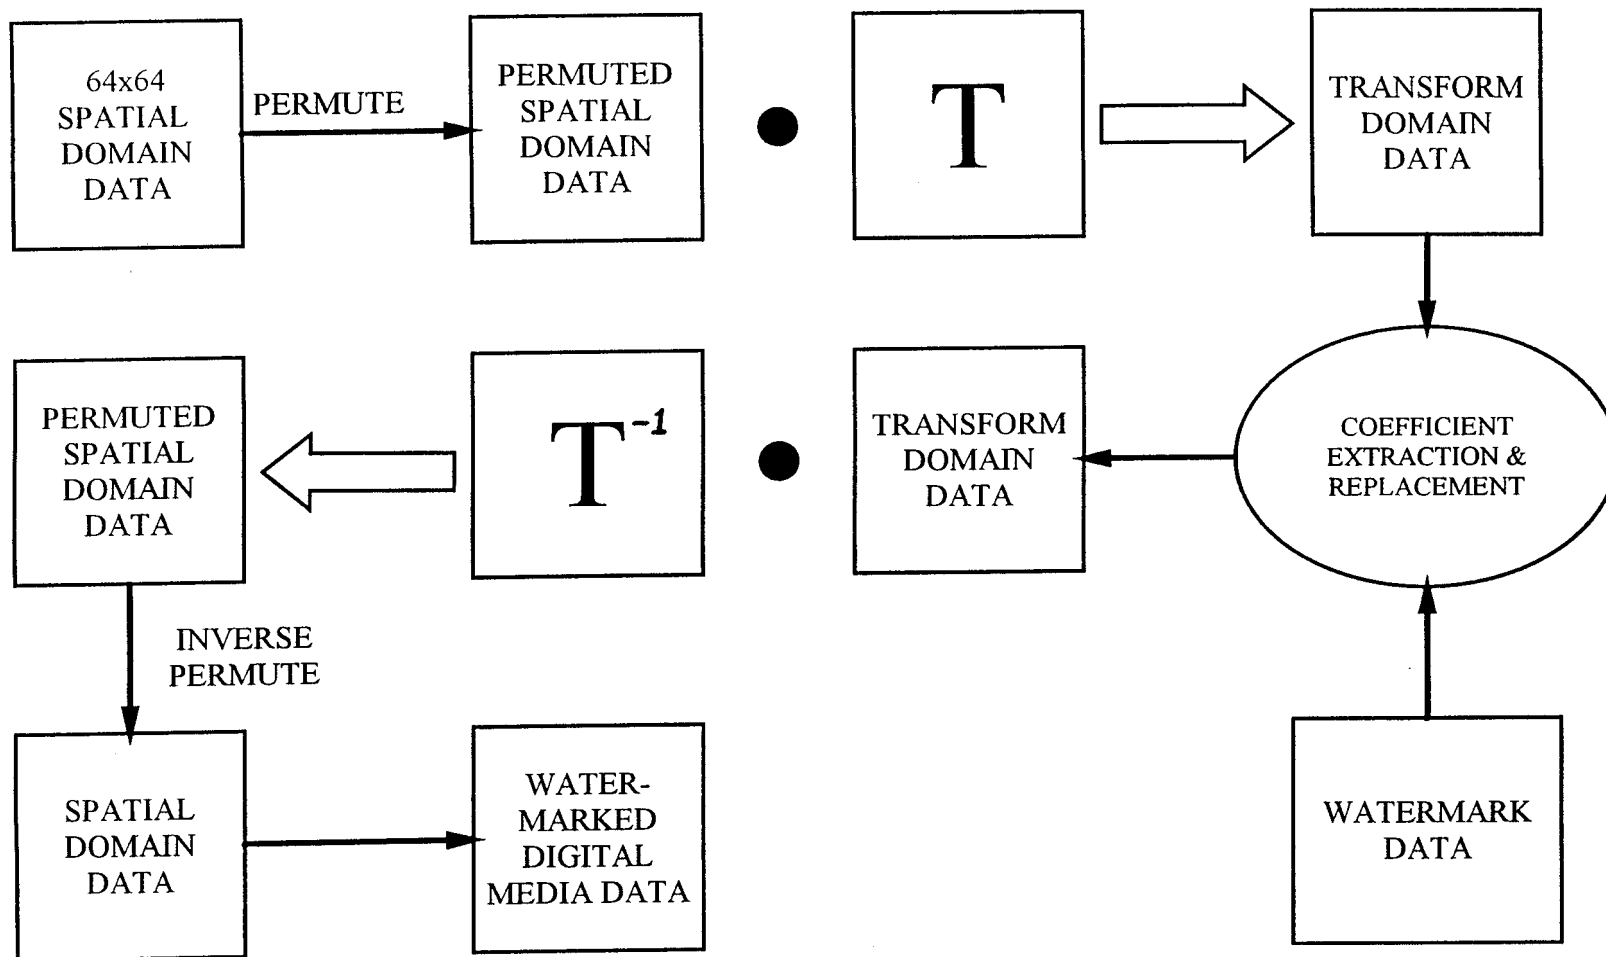 64x64
SPATIAL
DOMAIN
DATA
PERMUTE
PERMUTED
SPATIAL
DOMAIN
DATA
T
TRANSFORM
DOMAIN
DATA
COEFFICIENT
EXTRACTION &
REPLACEMENT
WATERMARK
DATA
TRANSFORM
DOMAIN
DATA
T-1
PERMUTED
SPATIAL
DOMAIN
DATA
INVERSE
PERMUTE
SPATIAL
DOMAIN
DATA
WATER-
MARKED
DIGITAL
MEDIA DATA